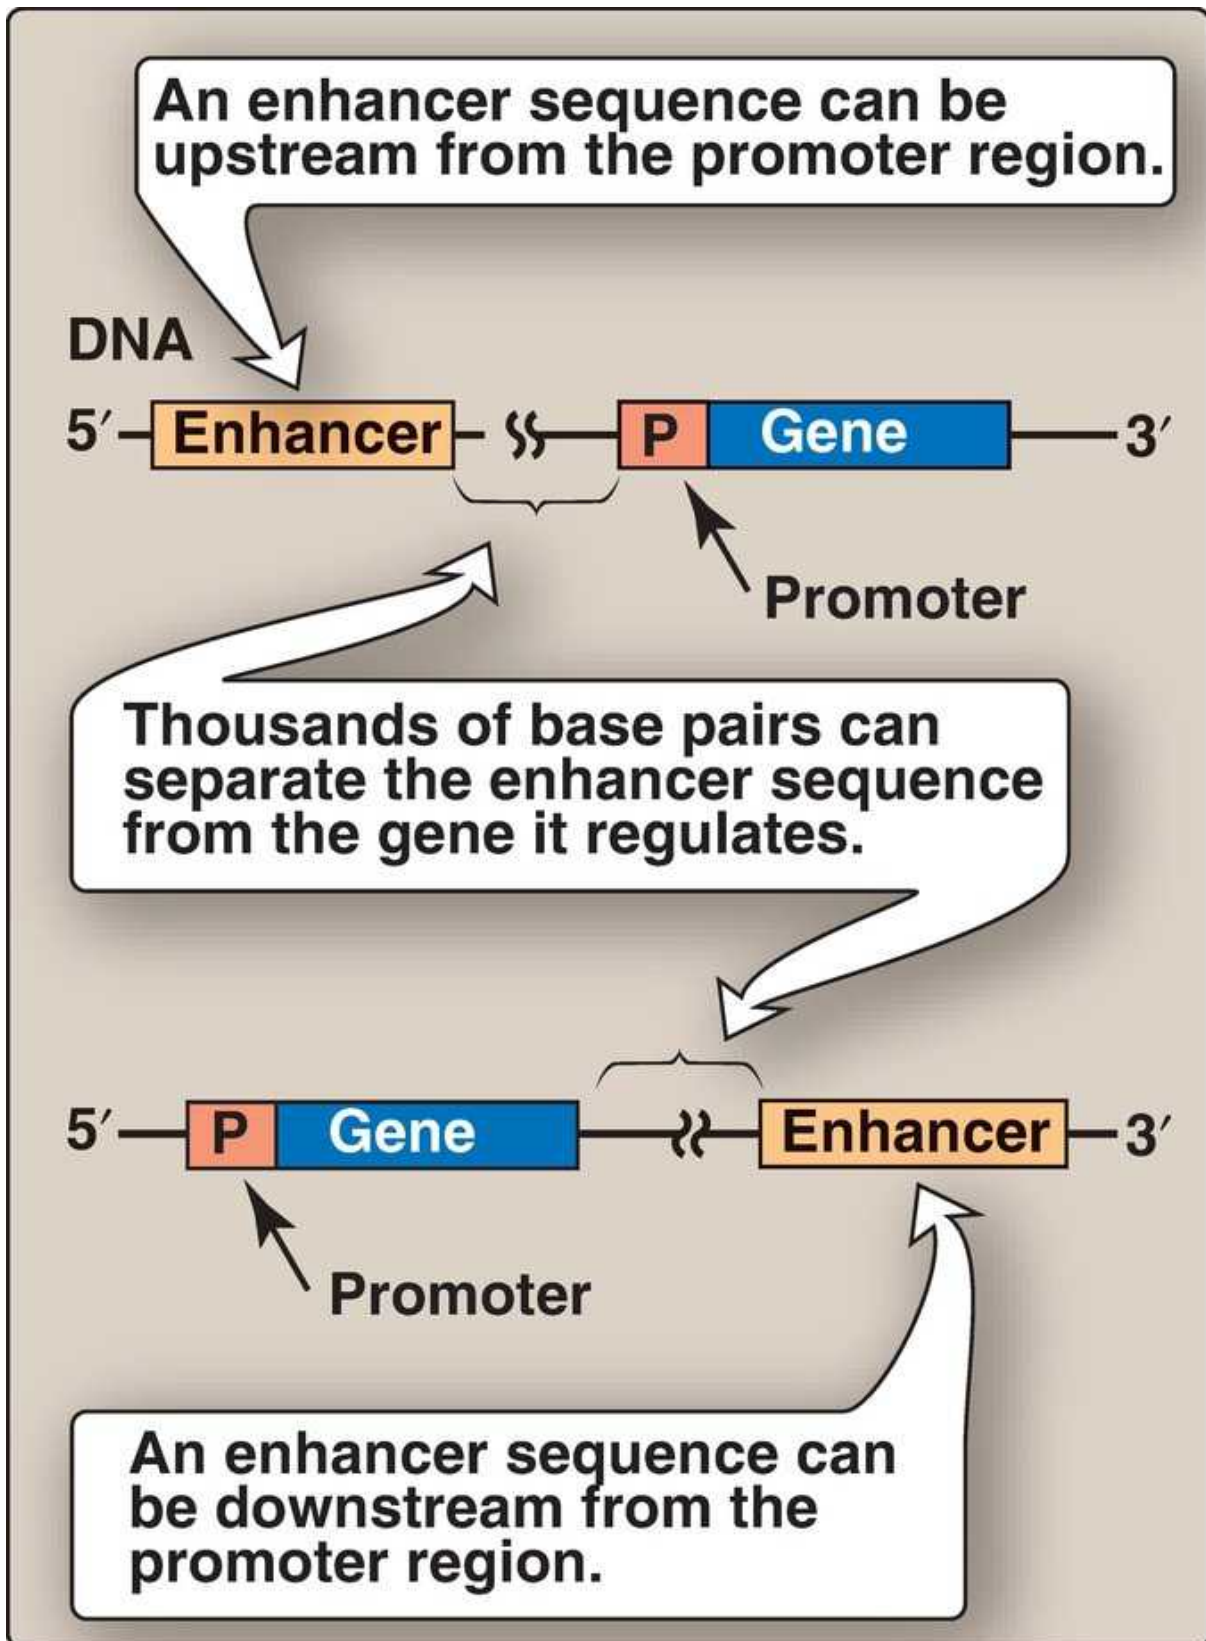 An enhancer sequence can be
upstream from the promoter region.
DNA
5′ Enhancer P Gene 3′
Promoter
Thousands of base pairs can
separate the enhancer sequence
from the gene it regulates.
5′ P Gene Enhancer 3′
Promoter
An enhancer sequence can
be downstream from the
promoter region.